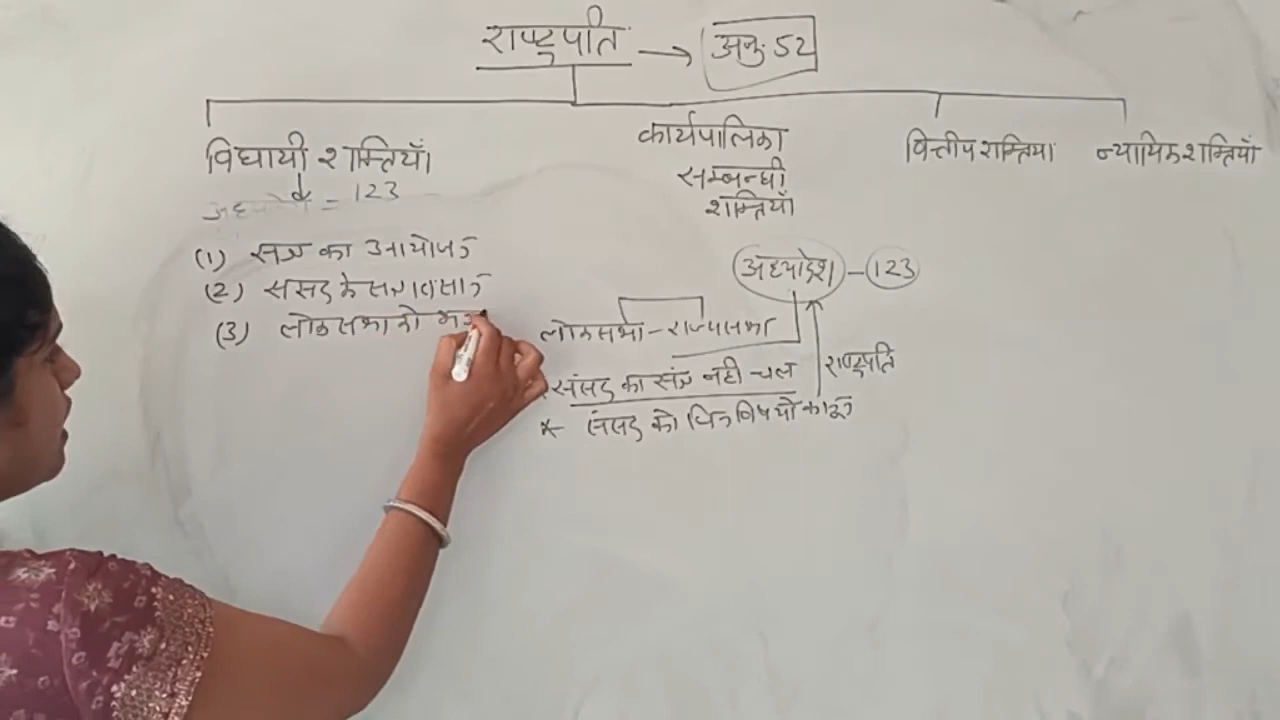 राष्ट्रपति → अनु. 52
विधायी शक्तियाँ
123
(1) सत्र का आयोजन
(2) संसद के सत्रावसान
(3) लोकसभा को
कार्यपालिका
सम्बन्धी
शक्तियाँ
वित्तीय शक्तिया
न्यायिक शक्तियाँ
अध्यादेश - 123
लोकसभा - राज्यसभा
संसद का सत्र नही चल
राष्ट्रपति
* संसद को जिन विषयो कानून